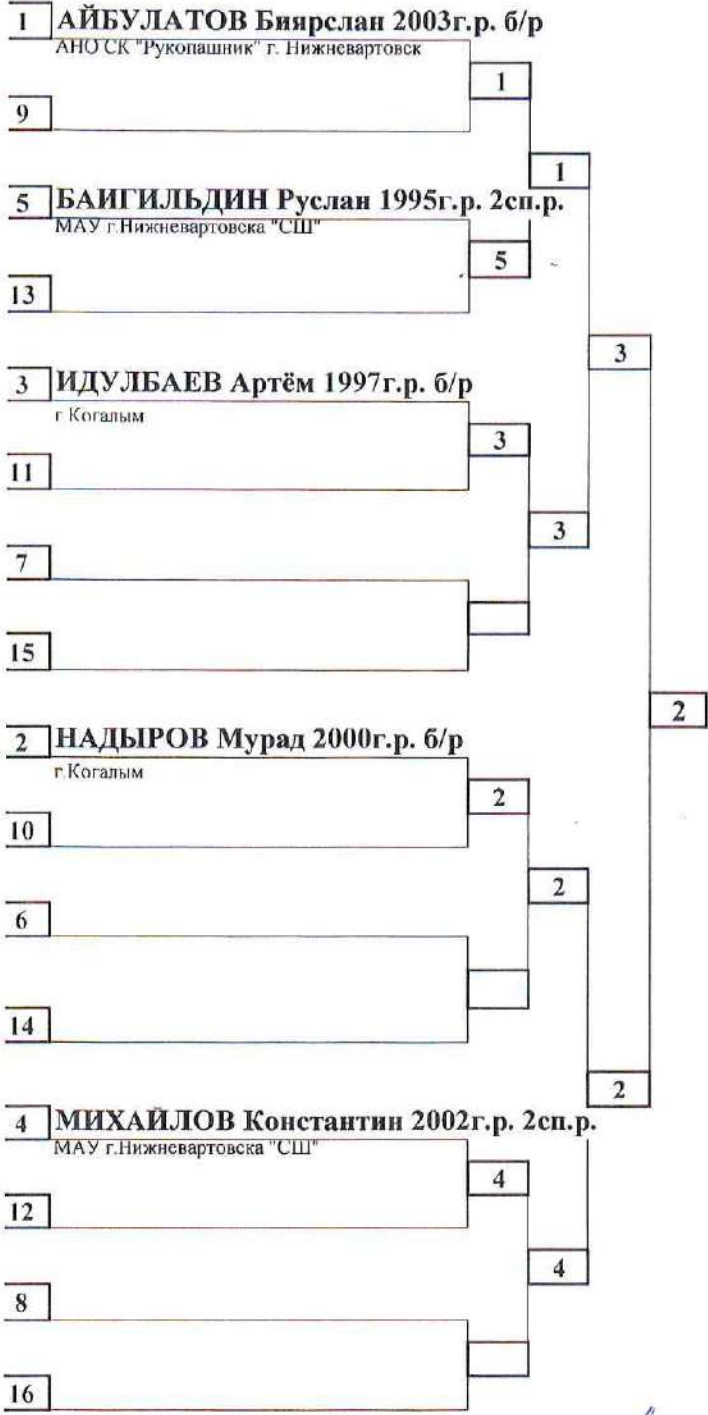 1 АЙБУЛАТОВ Биярслан 2003г.р. б/р
АНО СК "Рукопашник" г. Нижневартовск
1
9
1
5 БАИГИЛЬДИН Руслан 1995г.р. 2сп.р.
МАУ г.Нижневартовска "СШ"
5
13
3
3 ИДУЛБАЕВ Артём 1997г.р. б/р
г Когалым
3
11
3
7
15
2
2 НАДЫРОВ Мурад 2000г.р. б/р
г.Когалым
2
10
2
6
14
2
4 МИХАЙЛОВ Константин 2002г.р. 2сп.р.
МАУ г.Нижневартовска "СШ"
4
12
4
8
16